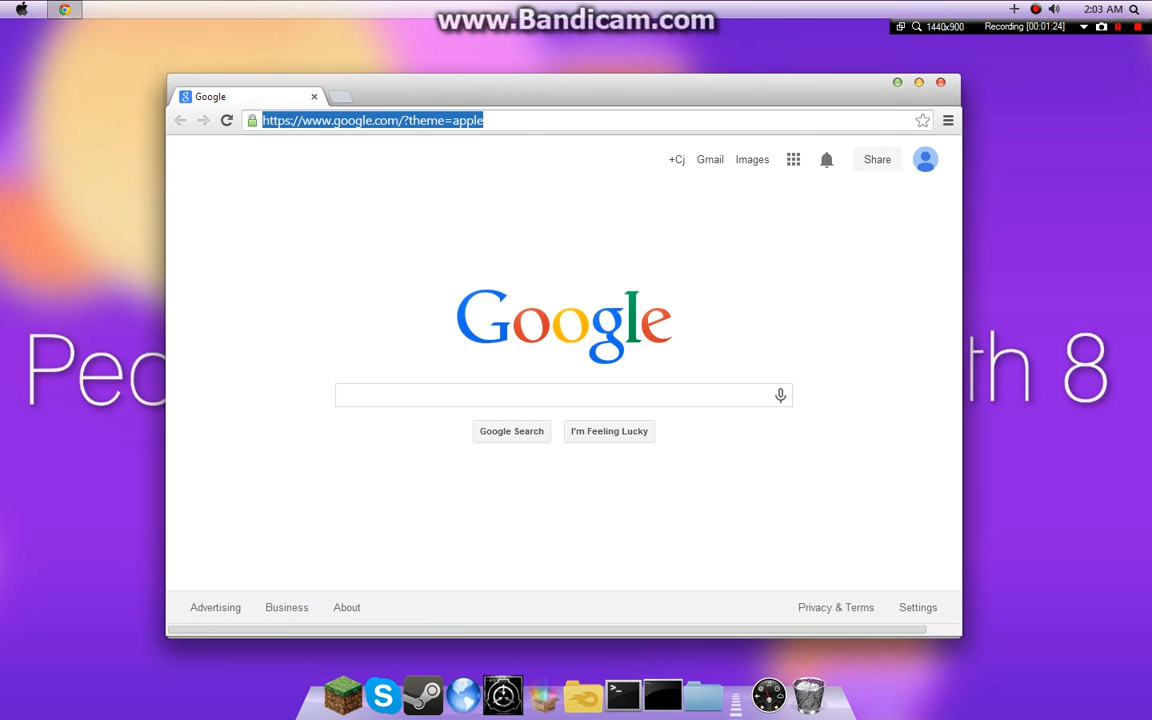 www.Bandicam.com
2:03 AM
1440x900 Recording [00:01:24]
Google
https://www.google.com/?theme=apple
+Cj Gmail Images Share
Google
Google Search I'm Feeling Lucky
Advertising Business About Privacy & Terms Settings
th 8